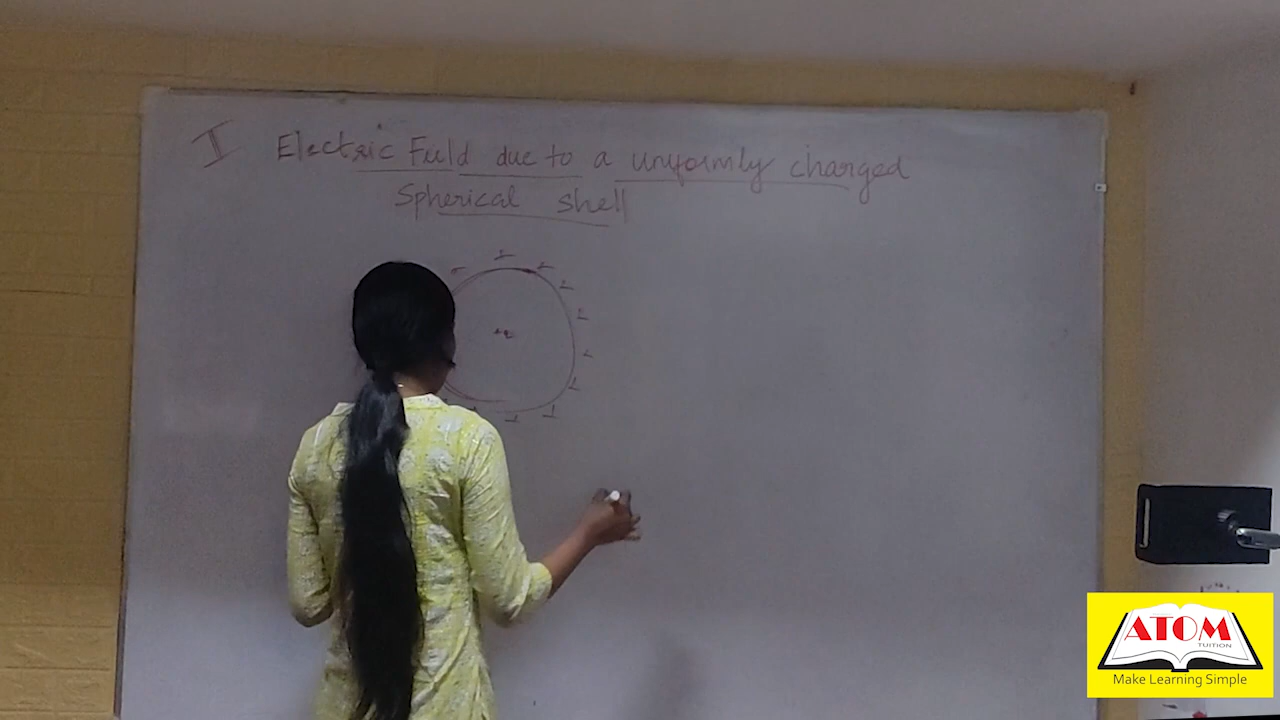 I Electric Field due to a uniformly charged
Spherical shell
+q
ATOM
TUITION
Make Learning Simple